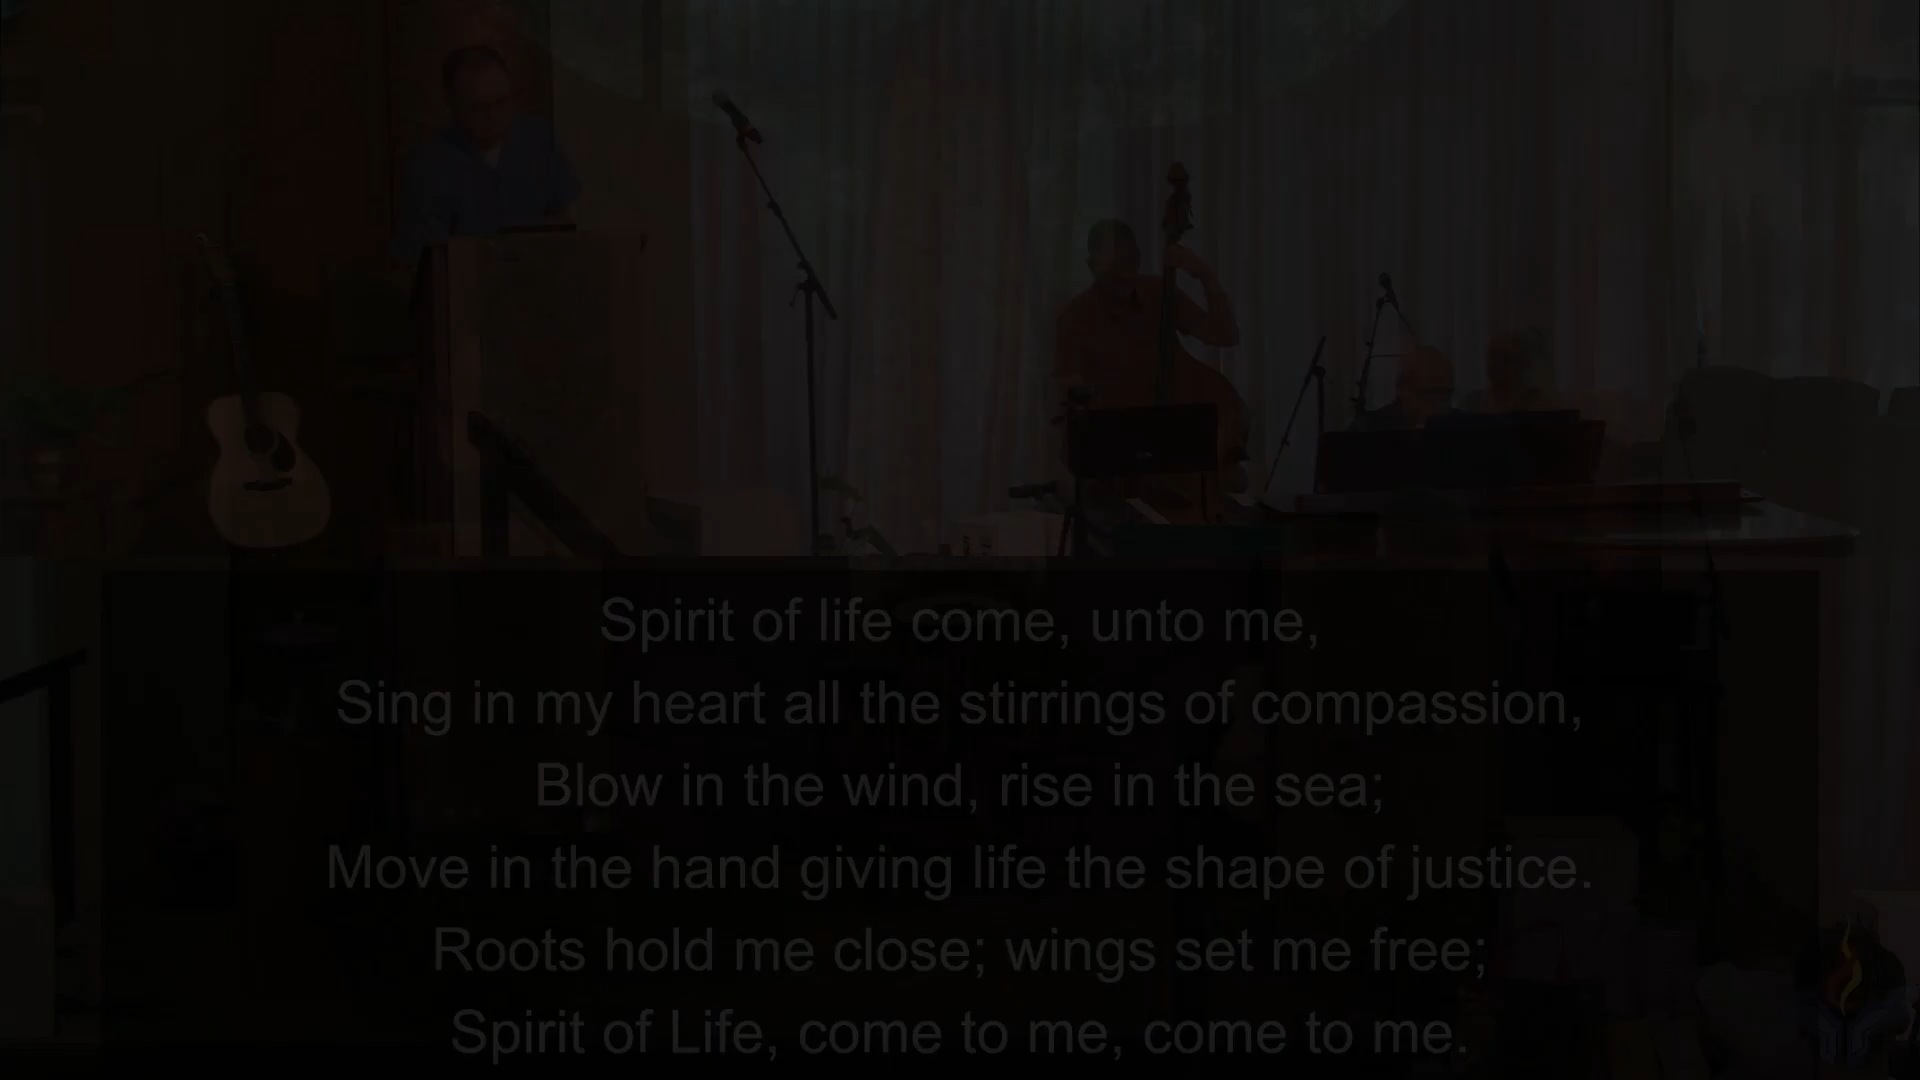 Spirit of life come, unto me,
Sing in my heart all the stirrings of compassion,
Blow in the wind, rise in the sea;
Move in the hand giving life the shape of justice.
Roots hold me close; wings set me free;
Spirit of Life, come to me, come to me.